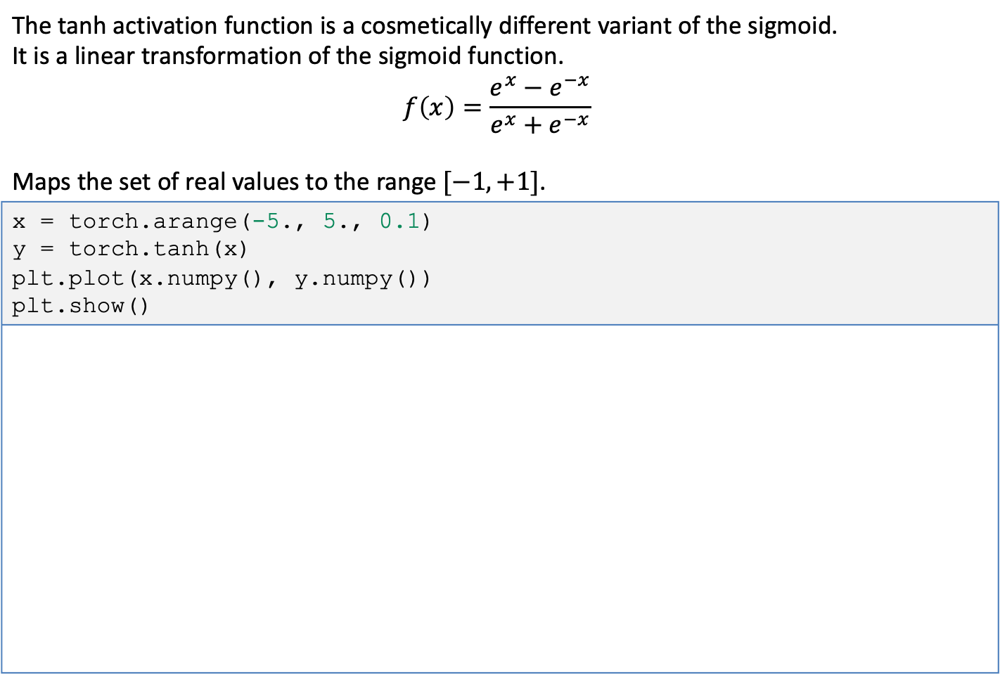 The tanh activation function is a cosmetically different variant of the sigmoid.
It is a linear transformation of the sigmoid function.
f(x) = \frac{e^x − e^{−x}}{e^x + e^{−x}}
Maps the set of real values to the range [−1, +1].
x = torch.arange(-5., 5., 0.1)
y = torch.tanh(x)
plt.plot(x.numpy(), y.numpy())
plt.show()